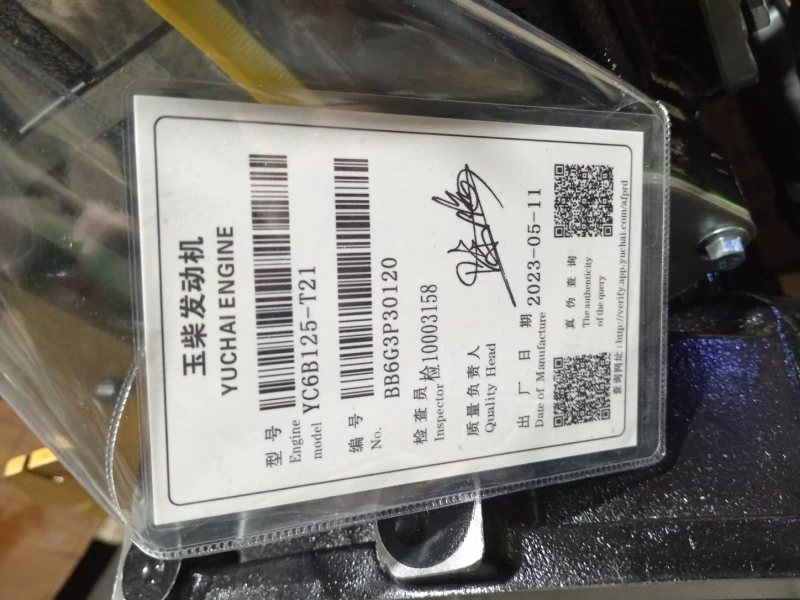 玉柴发动机
YUCHAI ENGINE
型号
Engine model YC6B125-T21
编号
No. BB6G3P30120
检查员
Inspector 检10003158
质量负责人
Quality Head
出厂日期
Date of Manufacture 2023-05-11
真伪查询
The authenticity
of the query
查询网址:http://verify.app.yuchai.com/afprd